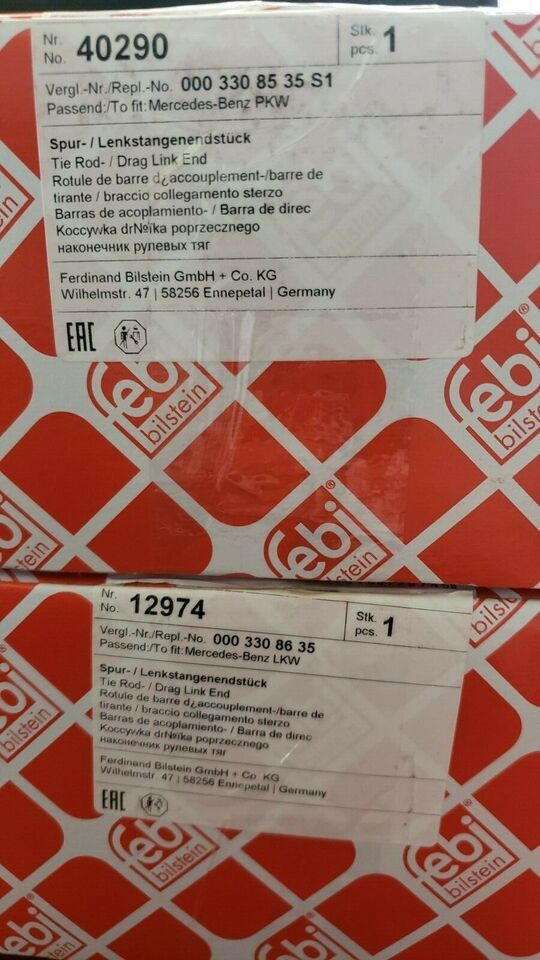 Nr.
No. 40290
Stk.
pcs. 1
Vergl.-Nr./Repl.-No. 000 330 85 35 S1
Passend:/To fit: Mercedes-Benz PKW
Spur- / Lenkstangenendstück
Tie Rod- / Drag Link End
Rotule de barre d¿accouplement-/barre de
tirante / braccio collegamento sterzo
Barras de acoplamiento- / Barra de direc
Koccywka drNoika poprzecznego
наконечник рулевых тяг
Ferdinand Bilstein GmbH + Co. KG
Wilhelmstr. 47 | 58256 Ennepetal | Germany
EAC
febi
bilstein
febi
bilstein
febi
bilstein
Nr.
No. 12974
Stk.
pcs. 1
Vergl.-Nr./Repl.-No. 000 330 86 35
Passend:/To fit: Mercedes-Benz LKW
Spur- / Lenkstangenendstück
Tie Rod- / Drag Link End
Rotule de barre d¿accouplement-/barre de
tirante / braccio collegamento sterzo
Barras de acoplamiento- / Barra de direc
Koccywka poprzecznego
наконечник рулевых тяг
Ferdinand Bilstein GmbH + Co. KG
Wilhelmstr. 47 | 58256 Ennepetal | Germany
EAC
febi
bilstein
febi
bilstein